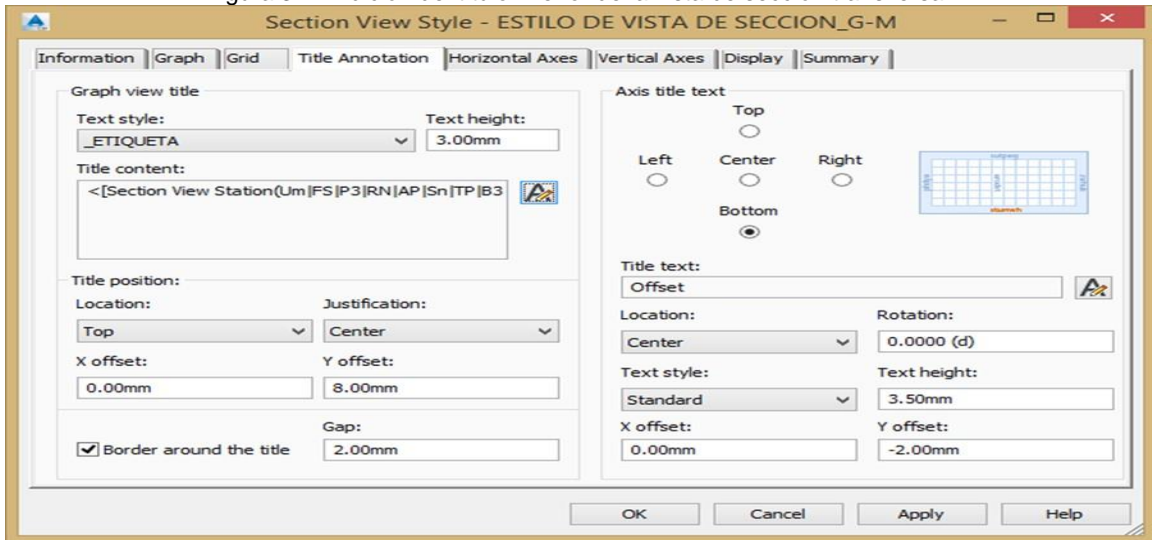 Section View Style - ESTILO DE VISTA DE SECCION_G-M
Information Graph Grid Title Annotation Horizontal Axes Vertical Axes Display Summary
Graph view title
Text style:
Text height:
_ETIQUETA
3.00mm
Title content:
<[Section View Station(Um|FS|P3|RN|AP|Sn|TP|B3
Title position:
Location:
Justification:
Top
Center
X offset:
Y offset:
0.00mm
8.00mm
Border around the title
Gap:
2.00mm
Axis title text
Top
Left
Center
Right
Bottom
Title text:
Offset
Location:
Rotation:
Center
0.0000 (d)
Text style:
Text height:
Standard
3.50mm
X offset:
Y offset:
0.00mm
-2.00mm
OK Cancel Apply Help